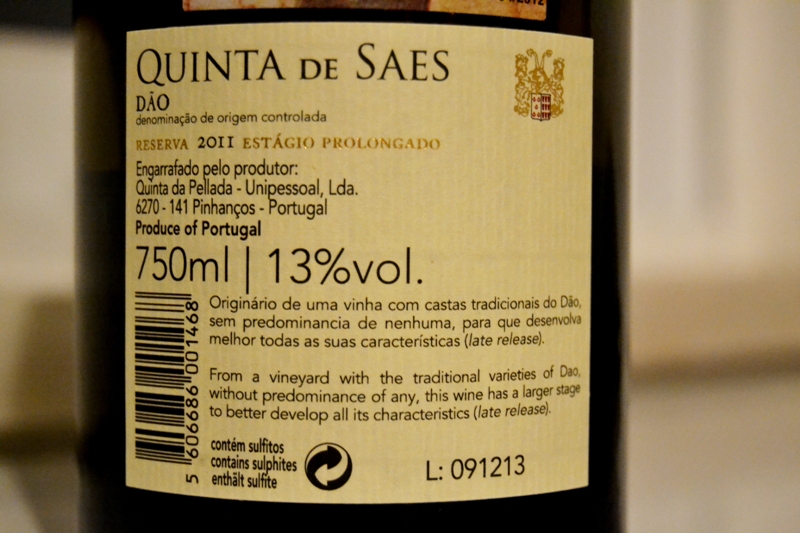 QUINTA DE SAES
DÃO
denominação de origem controlada
RESERVA 2011 ESTÁGIO PROLONGADO
Engarrafado pelo produtor:
Quinta da Pellada - Unipessoal, Lda.
6270 - 141 Pinhanços - Portugal
Produce of Portugal
750ml | 13%vol.
Originário de uma vinha com castas tradicionais do Dão,
sem predominancia de nenhuma, para que desenvolva
melhor todas as suas características (late release).
From a vineyard with the traditional varieties of Dao,
without predominance of any, this wine has a larger stage
to better develop all its characteristics (late release).
5 606686 001468
contém sulfitos
contains sulphites
enthält sulfite
L: 091213